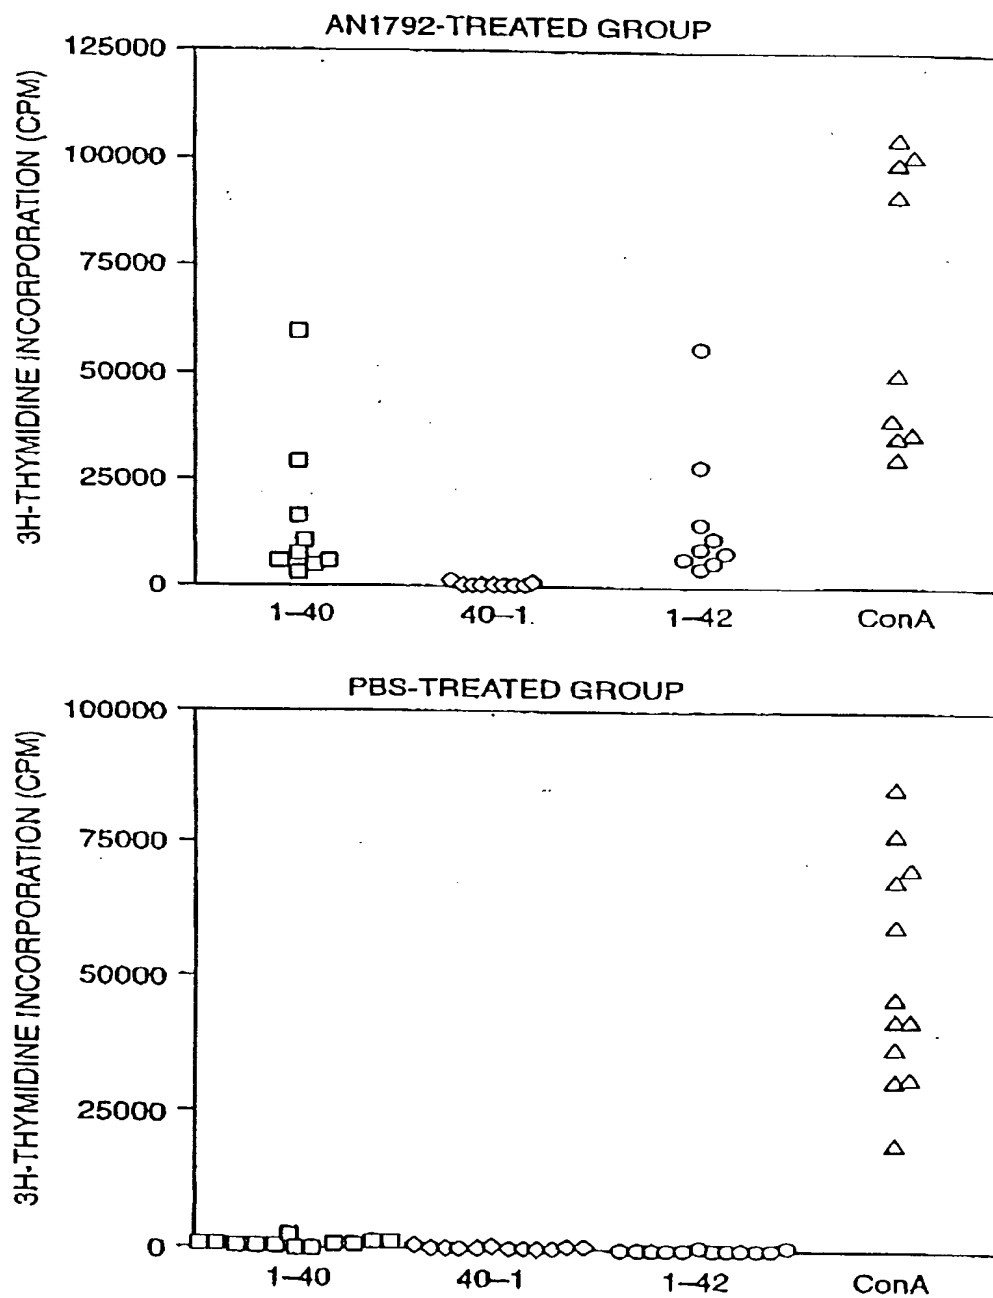 AN1792-TREATED GROUP
3H-THYMIDINE INCORPORATION (CPM)
125000
100000
75000
50000
25000
0
1–40
40–1
1–42
ConA
PBS-TREATED GROUP
3H-THYMIDINE INCORPORATION (CPM)
100000
75000
50000
25000
0
1–40
40–1
1–42
ConA